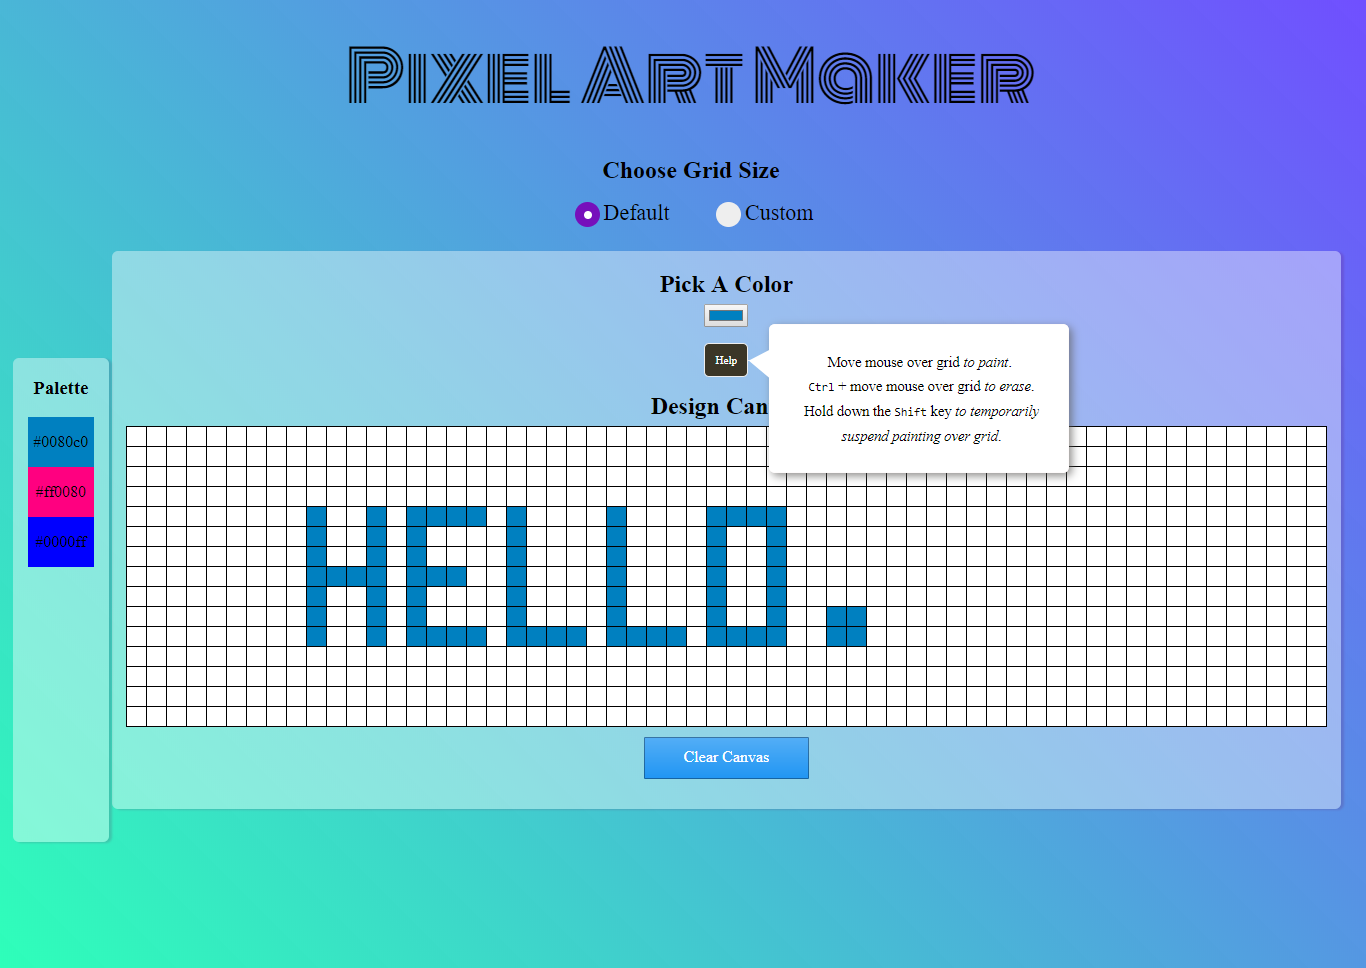 Pixel Art Maker
Choose Grid Size
Default
Custom
Pick A Color
Help
Move mouse over grid to paint.
Ctrl + move mouse over grid to erase.
Hold down the Shift key to temporarily
suspend painting over grid.
Palette
#0080c0
#ff0080
#0000ff
Design Can
HELLO.
Clear Canvas